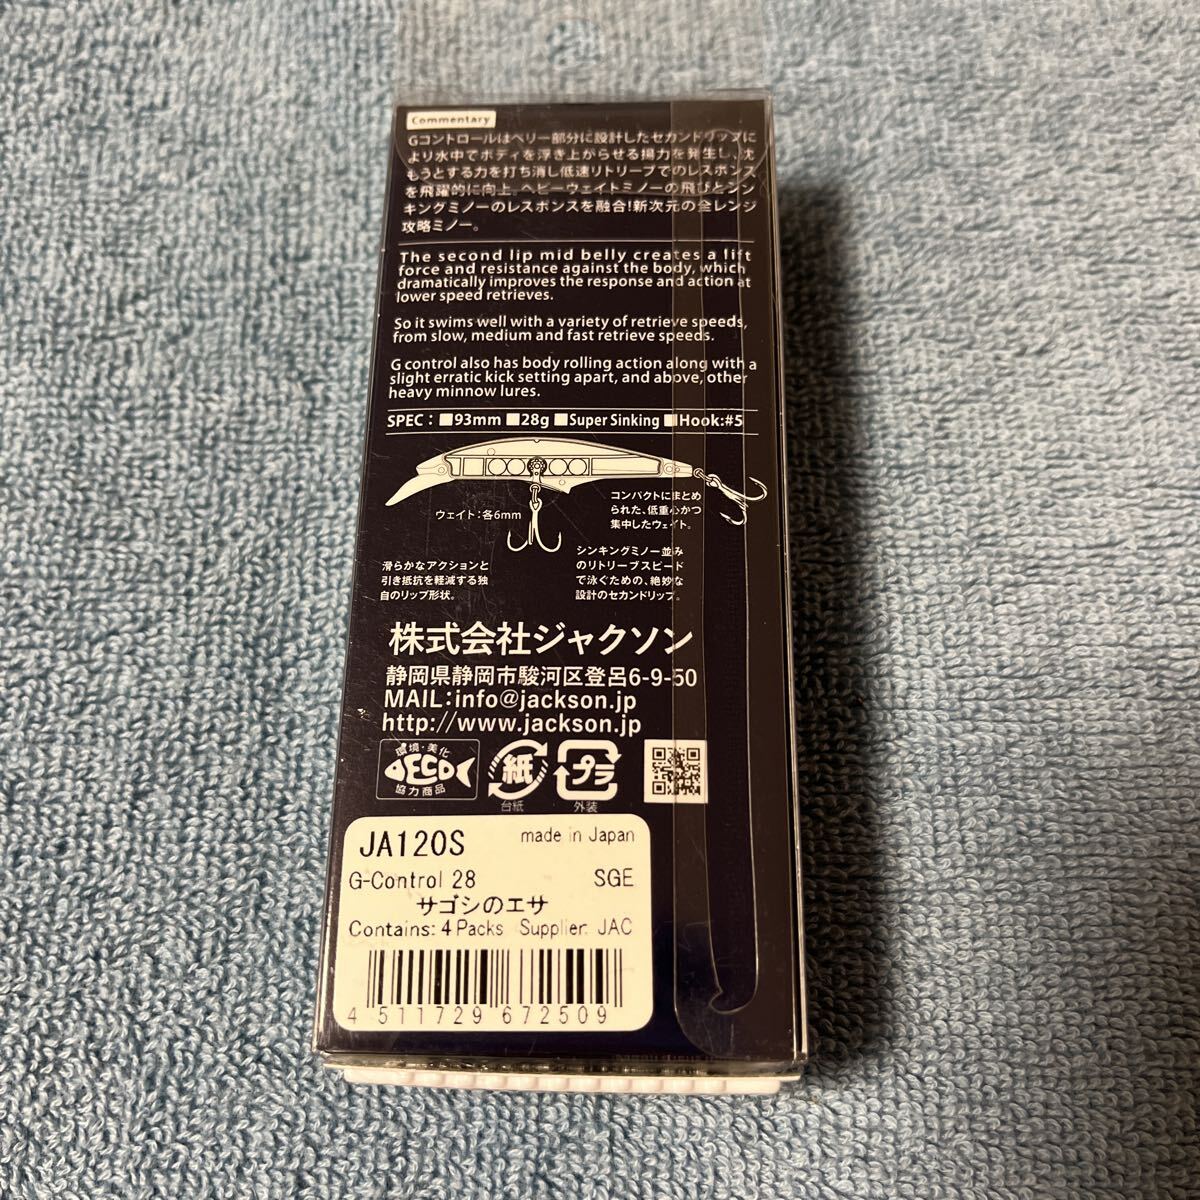 Commentary
Gコントロールはベリー部分に設計したセカンドリップに
より水中でボディを浮き上がらせる揚力を発生し、沈
もうとする力を打ち消し低速リトリーブでのレスポンス
を飛躍的に向上。ヘビーウェイトミノーの飛びとシン
キングミノーのレスポンスを融合!新次元の全レンジ
攻略ミノー。
The second lip mid belly creates a lift
force and resistance against the body, which
dramatically improves the response and action at
lower speed retrieves.
So it swims well with a variety of retrieve speeds,
from slow, medium and fast retrieve speeds.
G control also has body rolling action along with a
slight erratic kick setting apart, and above, other
heavy minnow lures.
SPEC：■93mm ■28g ■Super Sinking ■Hook:#5
ウェイト：各6mm
コンパクトにまとめ
られた、低重心かつ
集中したウェイト。
滑らかなアクションと
引き抵抗を軽減する独
自のリップ形状。
シンキングミノー並み
のリトリーブスピード
で泳ぐための、絶妙な
設計のセカンドリップ。
株式会社ジャクソン
静岡県静岡市駿河区登呂6-9-50
MAIL：info@jackson.jp
http://www.jackson.jp
環境・美化
ECO
協力商品
紙
台紙
プラ
外装
JA120S made in Japan
G-Control 28 SGE
サゴシのエサ
Contains: 4 Packs Supplier: JAC
4 511729 672509